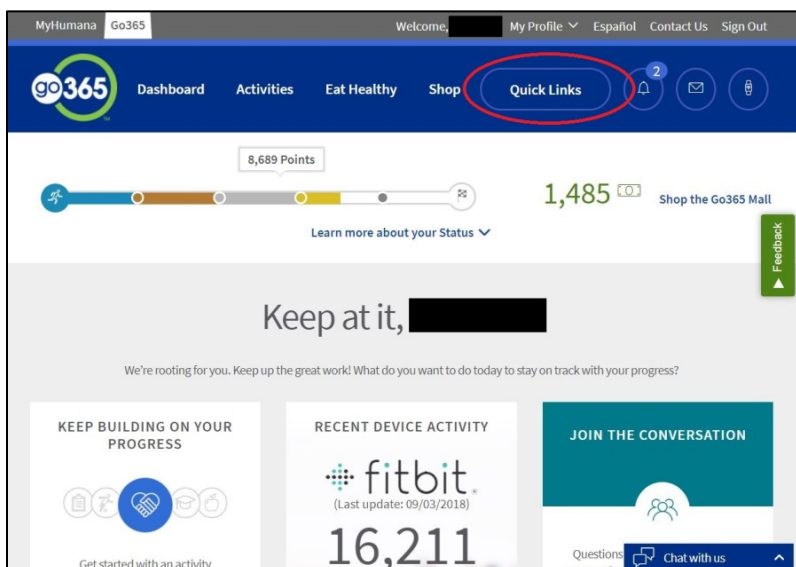 MyHumana Go365 Welcome, My Profile Español Contact Us Sign Out
go365 Dashboard Activities Eat Healthy Shop Quick Links 2
TM
8,689 Points
1,485 Shop the Go365 Mall
Learn more about your Status
Feedback
Keep at it,
We're rooting for you. Keep up the great work! What do you want to do today to stay on track with your progress?
KEEP BUILDING ON YOUR
PROGRESS
Get started with an activity
RECENT DEVICE ACTIVITY
fitbit
(Last update: 09/03/2018)
16,211
JOIN THE CONVERSATION
Questions
Chat with us